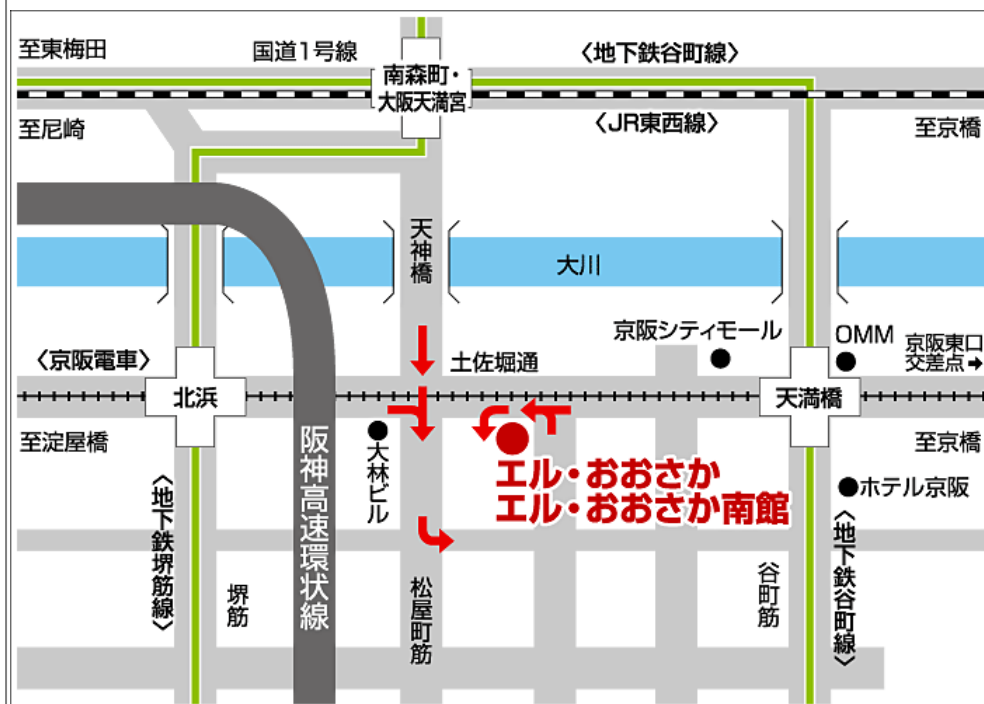 至東梅田
国道1号線
〈地下鉄谷町線〉
南森町・
大阪天満宮
至尼崎
〈JR東西線〉
至京橋
天神橋
大川
京阪シティモール
OMM
京阪東口
交差点➡
〈京阪電車〉
土佐堀通
北浜
天満橋
至淀屋橋
大林ビル
阪神高速環状線
エル・おおさか
エル・おおさか南館
至京橋
ホテル京阪
〈地下鉄堺筋線〉
堺筋
松屋町筋
谷町筋
〈地下鉄谷町線〉